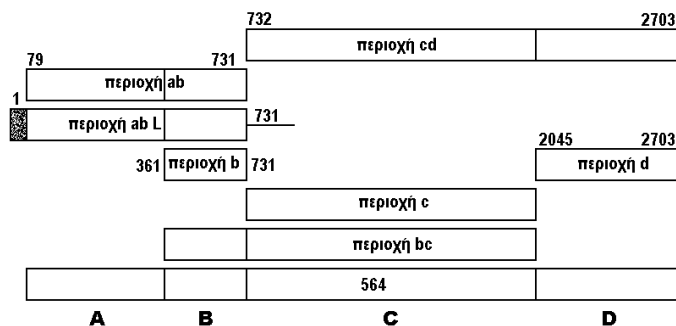 732 2703
περιοχή cd
79 731
περιοχή ab
1
περιοχή ab L 731
361 περιοχή b 731 2045 2703
περιοχή d
περιοχή c
περιοχή bc
564
A B C D